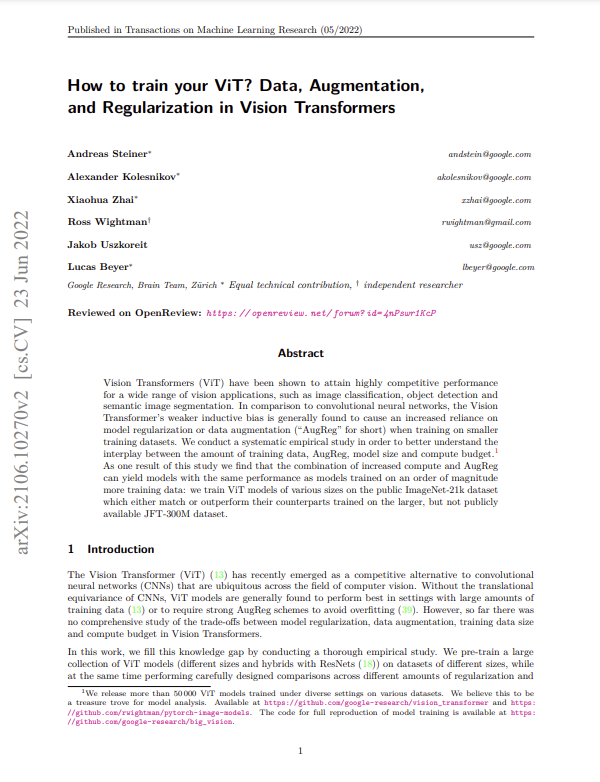 Published in Transactions on Machine Learning Research (05/2022)
How to train your ViT? Data, Augmentation,
and Regularization in Vision Transformers
Andreas Steiner* andstein@google.com
Alexander Kolesnikov* akolesnikov@google.com
Xiaohua Zhai* xzhai@google.com
Ross Wightman† rwightman@gmail.com
Jakob Uszkoreit usz@google.com
Lucas Beyer* lbeyer@google.com
Google Research, Brain Team, Zürich * Equal technical contribution, † independent researcher
Reviewed on OpenReview: https://openreview.net/forum?id=4nPswr1KcP
Abstract
Vision Transformers (ViT) have been shown to attain highly competitive performance
for a wide range of vision applications, such as image classification, object detection and
semantic image segmentation. In comparison to convolutional neural networks, the Vision
Transformer's weaker inductive bias is generally found to cause an increased reliance on
model regularization or data augmentation ("AugReg" for short) when training on smaller
training datasets. We conduct a systematic empirical study in order to better understand the
interplay between the amount of training data, AugReg, model size and compute budget.1
As one result of this study we find that the combination of increased compute and AugReg
can yield models with the same performance as models trained on an order of magnitude
more training data: we train ViT models of various sizes on the public ImageNet-21k dataset
which either match or outperform their counterparts trained on the larger, but not publicly
available JFT-300M dataset.
1 Introduction
The Vision Transformer (ViT) (13) has recently emerged as a competitive alternative to convolutional
neural networks (CNNs) that are ubiquitous across the field of computer vision. Without the translational
equivariance of CNNs, ViT models are generally found to perform best in settings with large amounts of
training data (13) or to require strong AugReg schemes to avoid overfitting (39). However, so far there was
no comprehensive study of the trade-offs between model regularization, data augmentation, training data size
and compute budget in Vision Transformers.
In this work, we fill this knowledge gap by conducting a thorough empirical study. We pre-train a large
collection of ViT models (different sizes and hybrids with ResNets (18)) on datasets of different sizes, while
at the same time performing carefully designed comparisons across different amounts of regularization and
1We release more than 50 000 ViT models trained under diverse settings on various datasets. We believe this to be
a treasure trove for model analysis. Available at https://github.com/google-research/vision_transformer and https:
//github.com/rwightman/pytorch-image-models. The code for full reproduction of model training is available at https:
//github.com/google-research/big_vision.
1
arXiv:2106.10270v2 [cs.CV] 23 Jun 2022